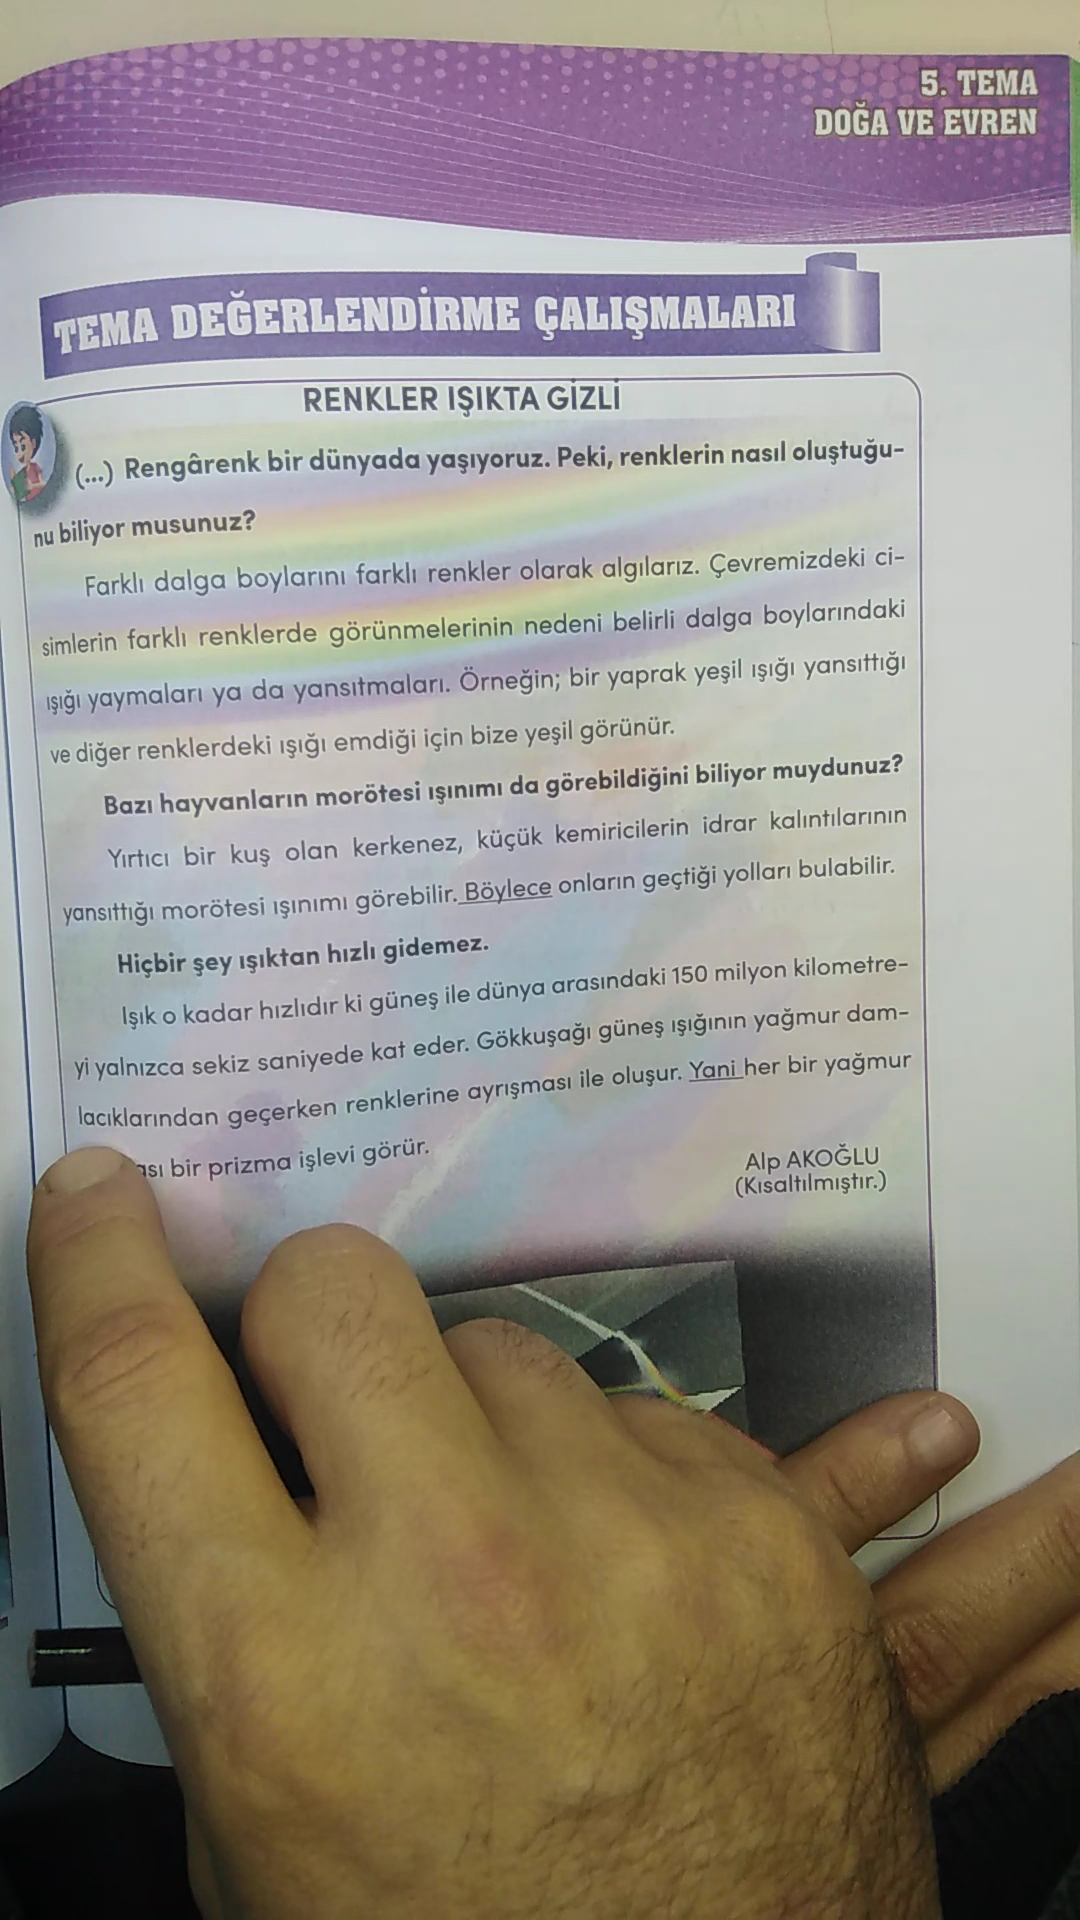 5. TEMA
DOĞA VE EVREN
TEMA DEĞERLENDİRME ÇALIŞMALARI
RENKLER IŞIKTA GİZLİ
(...) Rengârenk bir dünyada yaşıyoruz. Peki, renklerin nasıl oluştuğu-
nu biliyor musunuz?
Farklı dalga boylarını farklı renkler olarak algılarız. Çevremizdeki ci-
simlerin farklı renklerde görünmelerinin nedeni belirli dalga boylarındaki
ışığı yaymaları ya da yansıtmaları. Örneğin; bir yaprak yeşil ışığı yansıttığı
ve diğer renklerdeki ışığı emdiği için bize yeşil görünür.
Bazı hayvanların morötesi ışınımı da görebildiğini biliyor muydunuz?
Yırtıcı bir kuş olan kerkenez, küçük kemiricilerin idrar kalıntılarının
yansıttığı morötesi ışınımı görebilir. Böylece onların geçtiği yolları bulabilir.
Hiçbir şey ışıktan hızlı gidemez.
Işık o kadar hızlıdır ki güneş ile dünya arasındaki 150 milyon kilometre-
yi yalnızca sekiz saniyede kat eder. Gökkuşağı güneş ışığının yağmur dam-
lacıklarından geçerken renklerine ayrışması ile oluşur. Yani her bir yağmur
bir prizma işlevi görür.
Alp AKOĞLU
(Kısaltılmıştır.)